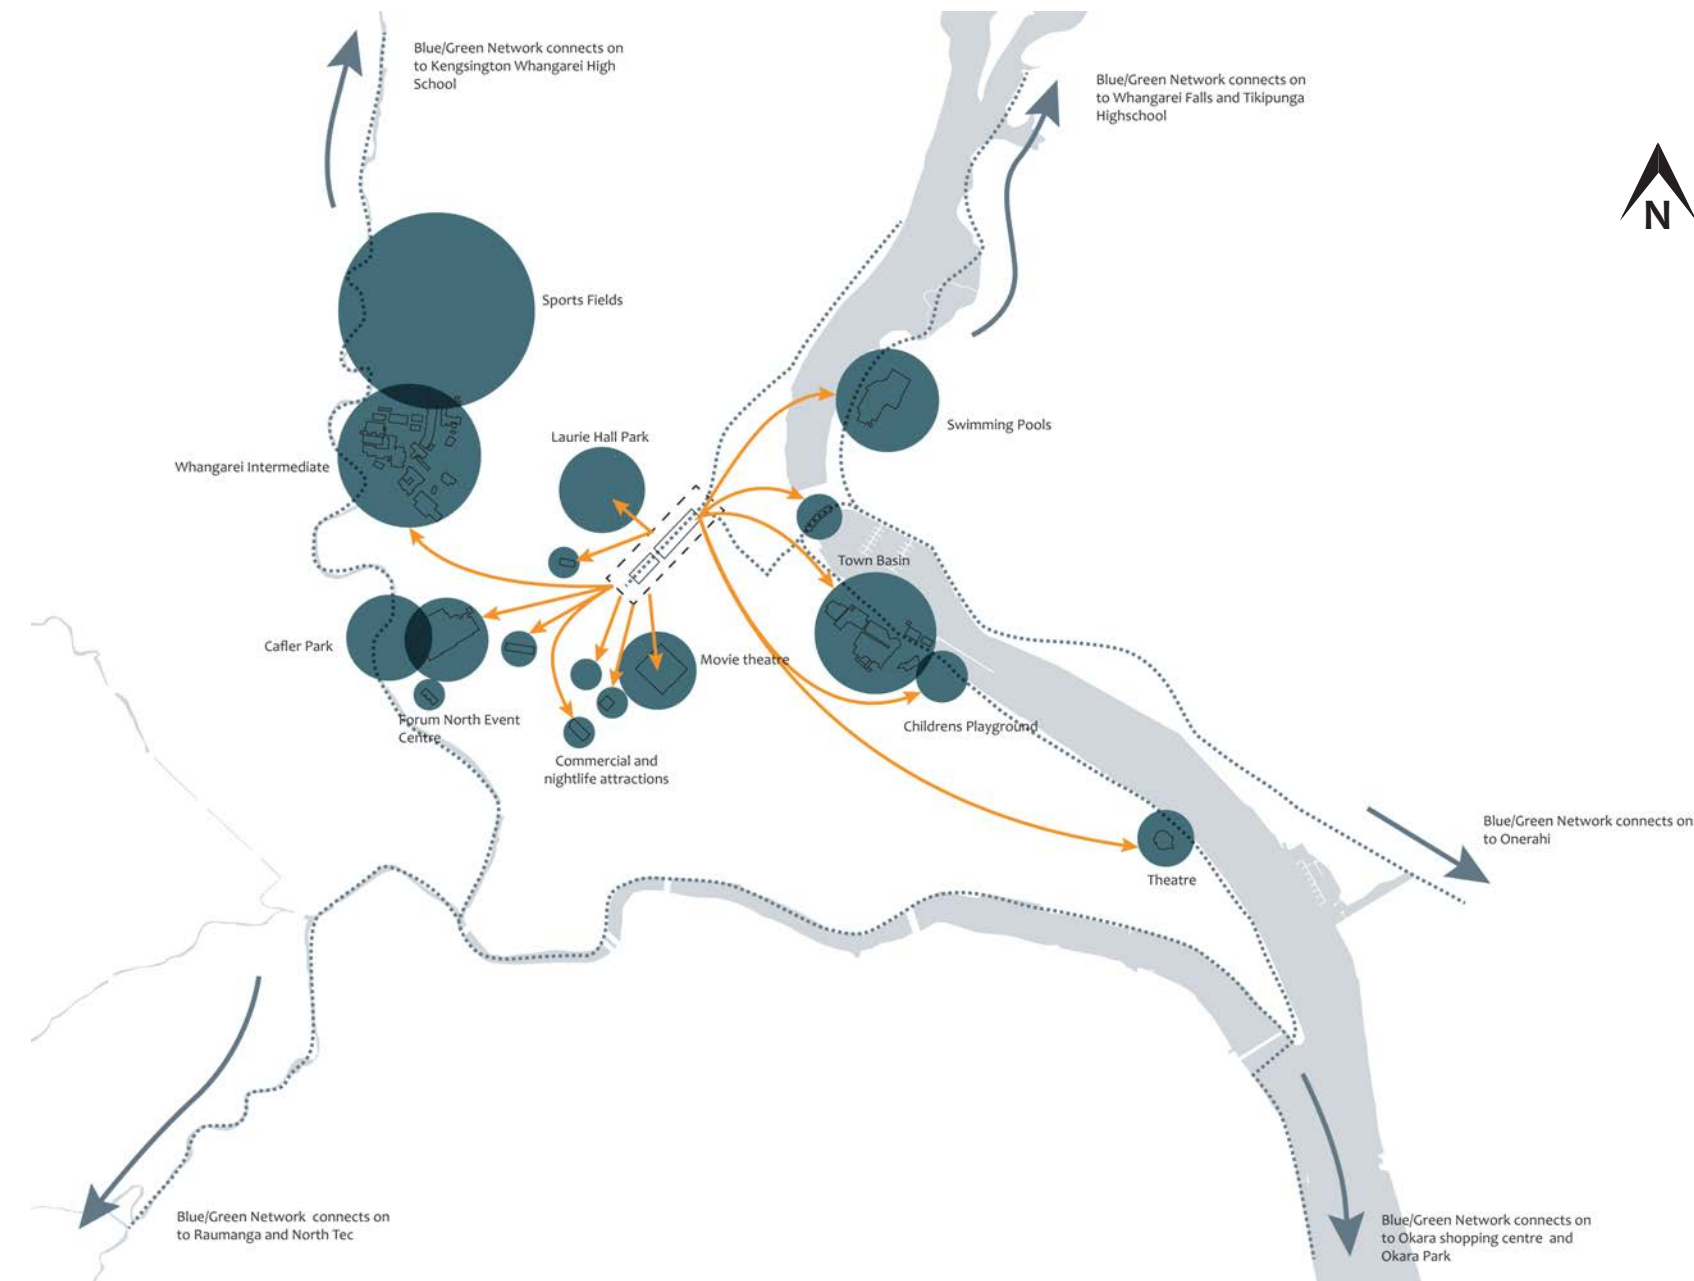 Blue/Green Network connects on
to Kengsington Whangarei High
School
Blue/Green Network connects on
to Whangarei Falls and Tikipunga
Highschool
N
Sports Fields
Swimming Pools
Laurie Hall Park
Whangarei Intermediate
Town Basin
Cafler Park
Movie theatre
Forum North Event
Centre
Childrens Playground
Commercial and
nightlife attractions
Blue/Green Network connects on
to Onerahi
Theatre
Blue/Green Network connects on
to Raumanga and North Tec
Blue/Green Network connects on
to Okara shopping centre and
Okara Park